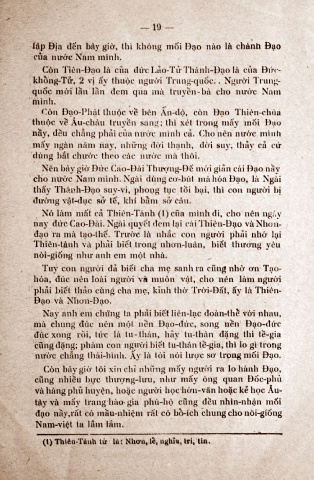 — 19 —
lập Địa đến bây giờ, thì không mối Đạo nào là chánh Đạo
của nước Nam mình.
Còn Tiên-Đạo là của đức Lão-Tử Thánh-Đạo là của Đức-
khồng-Tử, 2 vị ấy thuộc người Trung-quốc.. Người Trung-
quốc mới lần lần đem qua mà truyền-bá cho nước Nam
mình.
Còn Đạo-Phật thuộc về bên Ấn-độ, còn Đạo Thiên-chúa
thuộc về Âu-châu truyền sang; thì xét trong mấy mối Đạo
nầy, đều chẳng phải của nước mình cả. Cho nên nước mình
mấy ngàn năm nay, những đời thạnh, đời suy, thảy cả cứ
dùng bắt chước theo các nước mà thôi.
Nên bây giờ Đức Cao-Đài Thượng-Đế mới giản cái Đạo nầy
cho nước Nam mình. Ngài dùng cơ-bút mà hóa Đạo, là Ngài
thấy Thánh-Đạo suy-vi, phong tục tồi bại, thì con người bị
đường vật-dục sở tế, khí bẩm sở câu.
Nó làm mất cả Thiên-Tánh (1) của mình đi, cho nên ngày
nay đức Cao-Đài. Ngài quyết đem lại cái Thiên-Đạo và Nhơn-
đạo ra mà tạo-thế. Trước là nhắc con người phải nhớ lại
Thiên-tánh và phải biết trong nhơn-luân, biết thương yêu
nòi-giống như anh em một nhà.
Tuy con người đã biết cha mẹ sanh ra cũng nhờ ơn Tạo-
hóa, đúc nên loài người và muôn vật, cho nên làm người
phải biết thảo cùng cha mẹ, kính thờ Trời-Đất, ấy là Thiên-
Đạo và Nhơn-Đạo.
Nay anh em chúng ta phải biết liên-lạc đoàn-thể với nhau,
mà chung đúc nên một nền Đạo-đức, song nền Đạo-đức
đúc xong rồi, tức là tu-thân, hãy tu-thân đặng thì tề-gia
cũng đặng; phàm con người biết tu-thân tề-gia, thì lo gì trong
nước chẳng thái-bình. Ấy là tôi nói lược sơ trong mối Đạo.
Còn bây giờ tôi xin chỉ những mấy người ra lo hành Đạo,
cũng nhiều bực thượng-lưu, như mấy ông quan Đốc-phủ
và hàng phủ huyện, hoặc người học hơn-văn hoặc kẻ học Âu-
tây và mấy trang hào-gia phú-hộ cũng đều nhìn-nhận mối
đạo nầy, rất có mầu-nhiệm rất có bồ-ích chung cho nòi-giống
Nam-việt ta lắm lắm.
(1) Thiên-Tánh từ là: Nhơn, lễ, nghĩa, trí, tín.